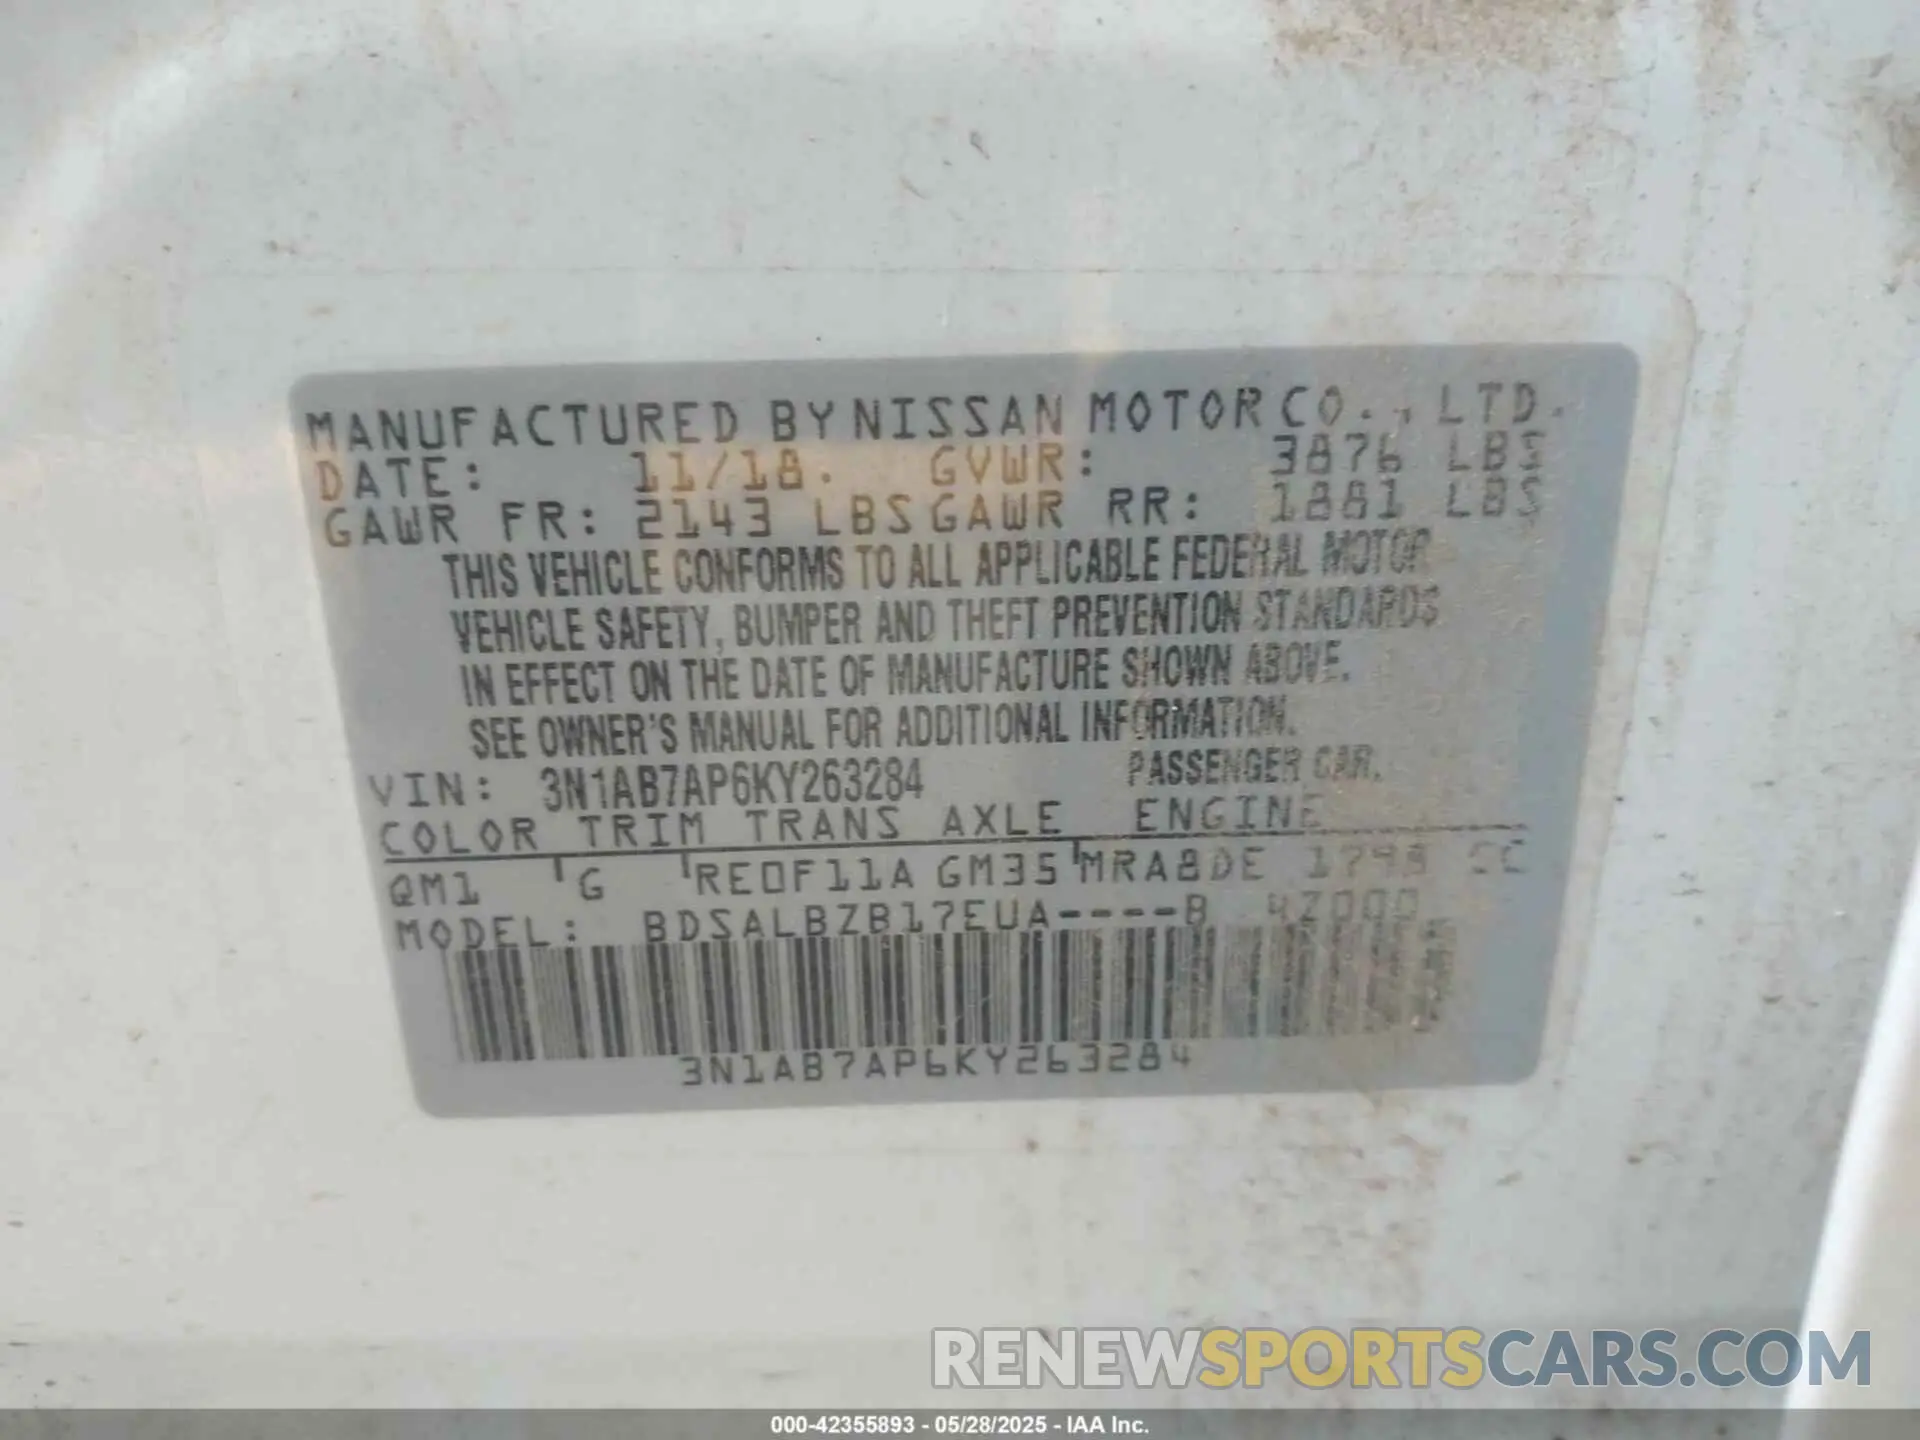 MANUFACTURED BY NISSAN MOTOR CO., LTD.
DATE: 11/18. GVWR: 3876 LBS
GAWR FR: 2143 LBS GAWR RR: 1881 LBS
THIS VEHICLE CONFORMS TO ALL APPLICABLE FEDERAL MOTOR
VEHICLE SAFETY, BUMPER AND THEFT PREVENTION STANDARDS
IN EFFECT ON THE DATE OF MANUFACTURE SHOWN ABOVE.
SEE OWNER'S MANUAL FOR ADDITIONAL INFORMATION.
VIN: 3N1AB7AP6KY263284 PASSENGER CAR.
COLOR TRIM TRANS AXLE ENGINE
QM1 G RE0F11A GM35 MRA8DE CC
MODEL: BDSALBZB17EUA----B
3N1AB7AP6KY263284
RENEWSPORTSCARS.COM
000-42355893 - 05/28/2025 - IAA Inc.